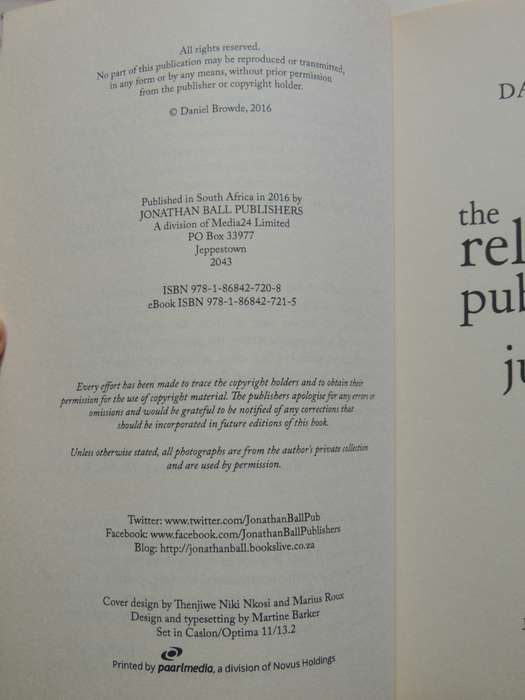 All rights reserved.
No part of this publication may be reproduced or transmitted,
in any form or by any means, without prior permission
from the publisher or copyright holder.
© Daniel Browde, 2016
Published in South Africa in 2016 by
JONATHAN BALL PUBLISHERS
A division of Media24 Limited
PO Box 33977
Jeppestown
2043
ISBN 978-1-86842-720-8
eBook ISBN 978-1-86842-721-5
Every effort has been made to trace the copyright holders and to obtain their
permission for the use of copyright material. The publishers apologise for any errors or
omissions and would be grateful to be notified of any corrections that
should be incorporated in future editions of this book.
Unless otherwise stated, all photographs are from the author's private collection
and are used by permission.
Twitter: www.twitter.com/JonathanBallPub
Facebook: www.facebook.com/JonathanBallPublishers
Blog: http://jonathanball.bookslive.co.za
Cover design by Thenjiwe Niki Nkosi and Marius Roux
Design and typesetting by Martine Barker
Set in Caslon/Optima 11/13.2
Printed by paarlmedia, a division of Novus Holdings
DA
the
rel
pub
ju